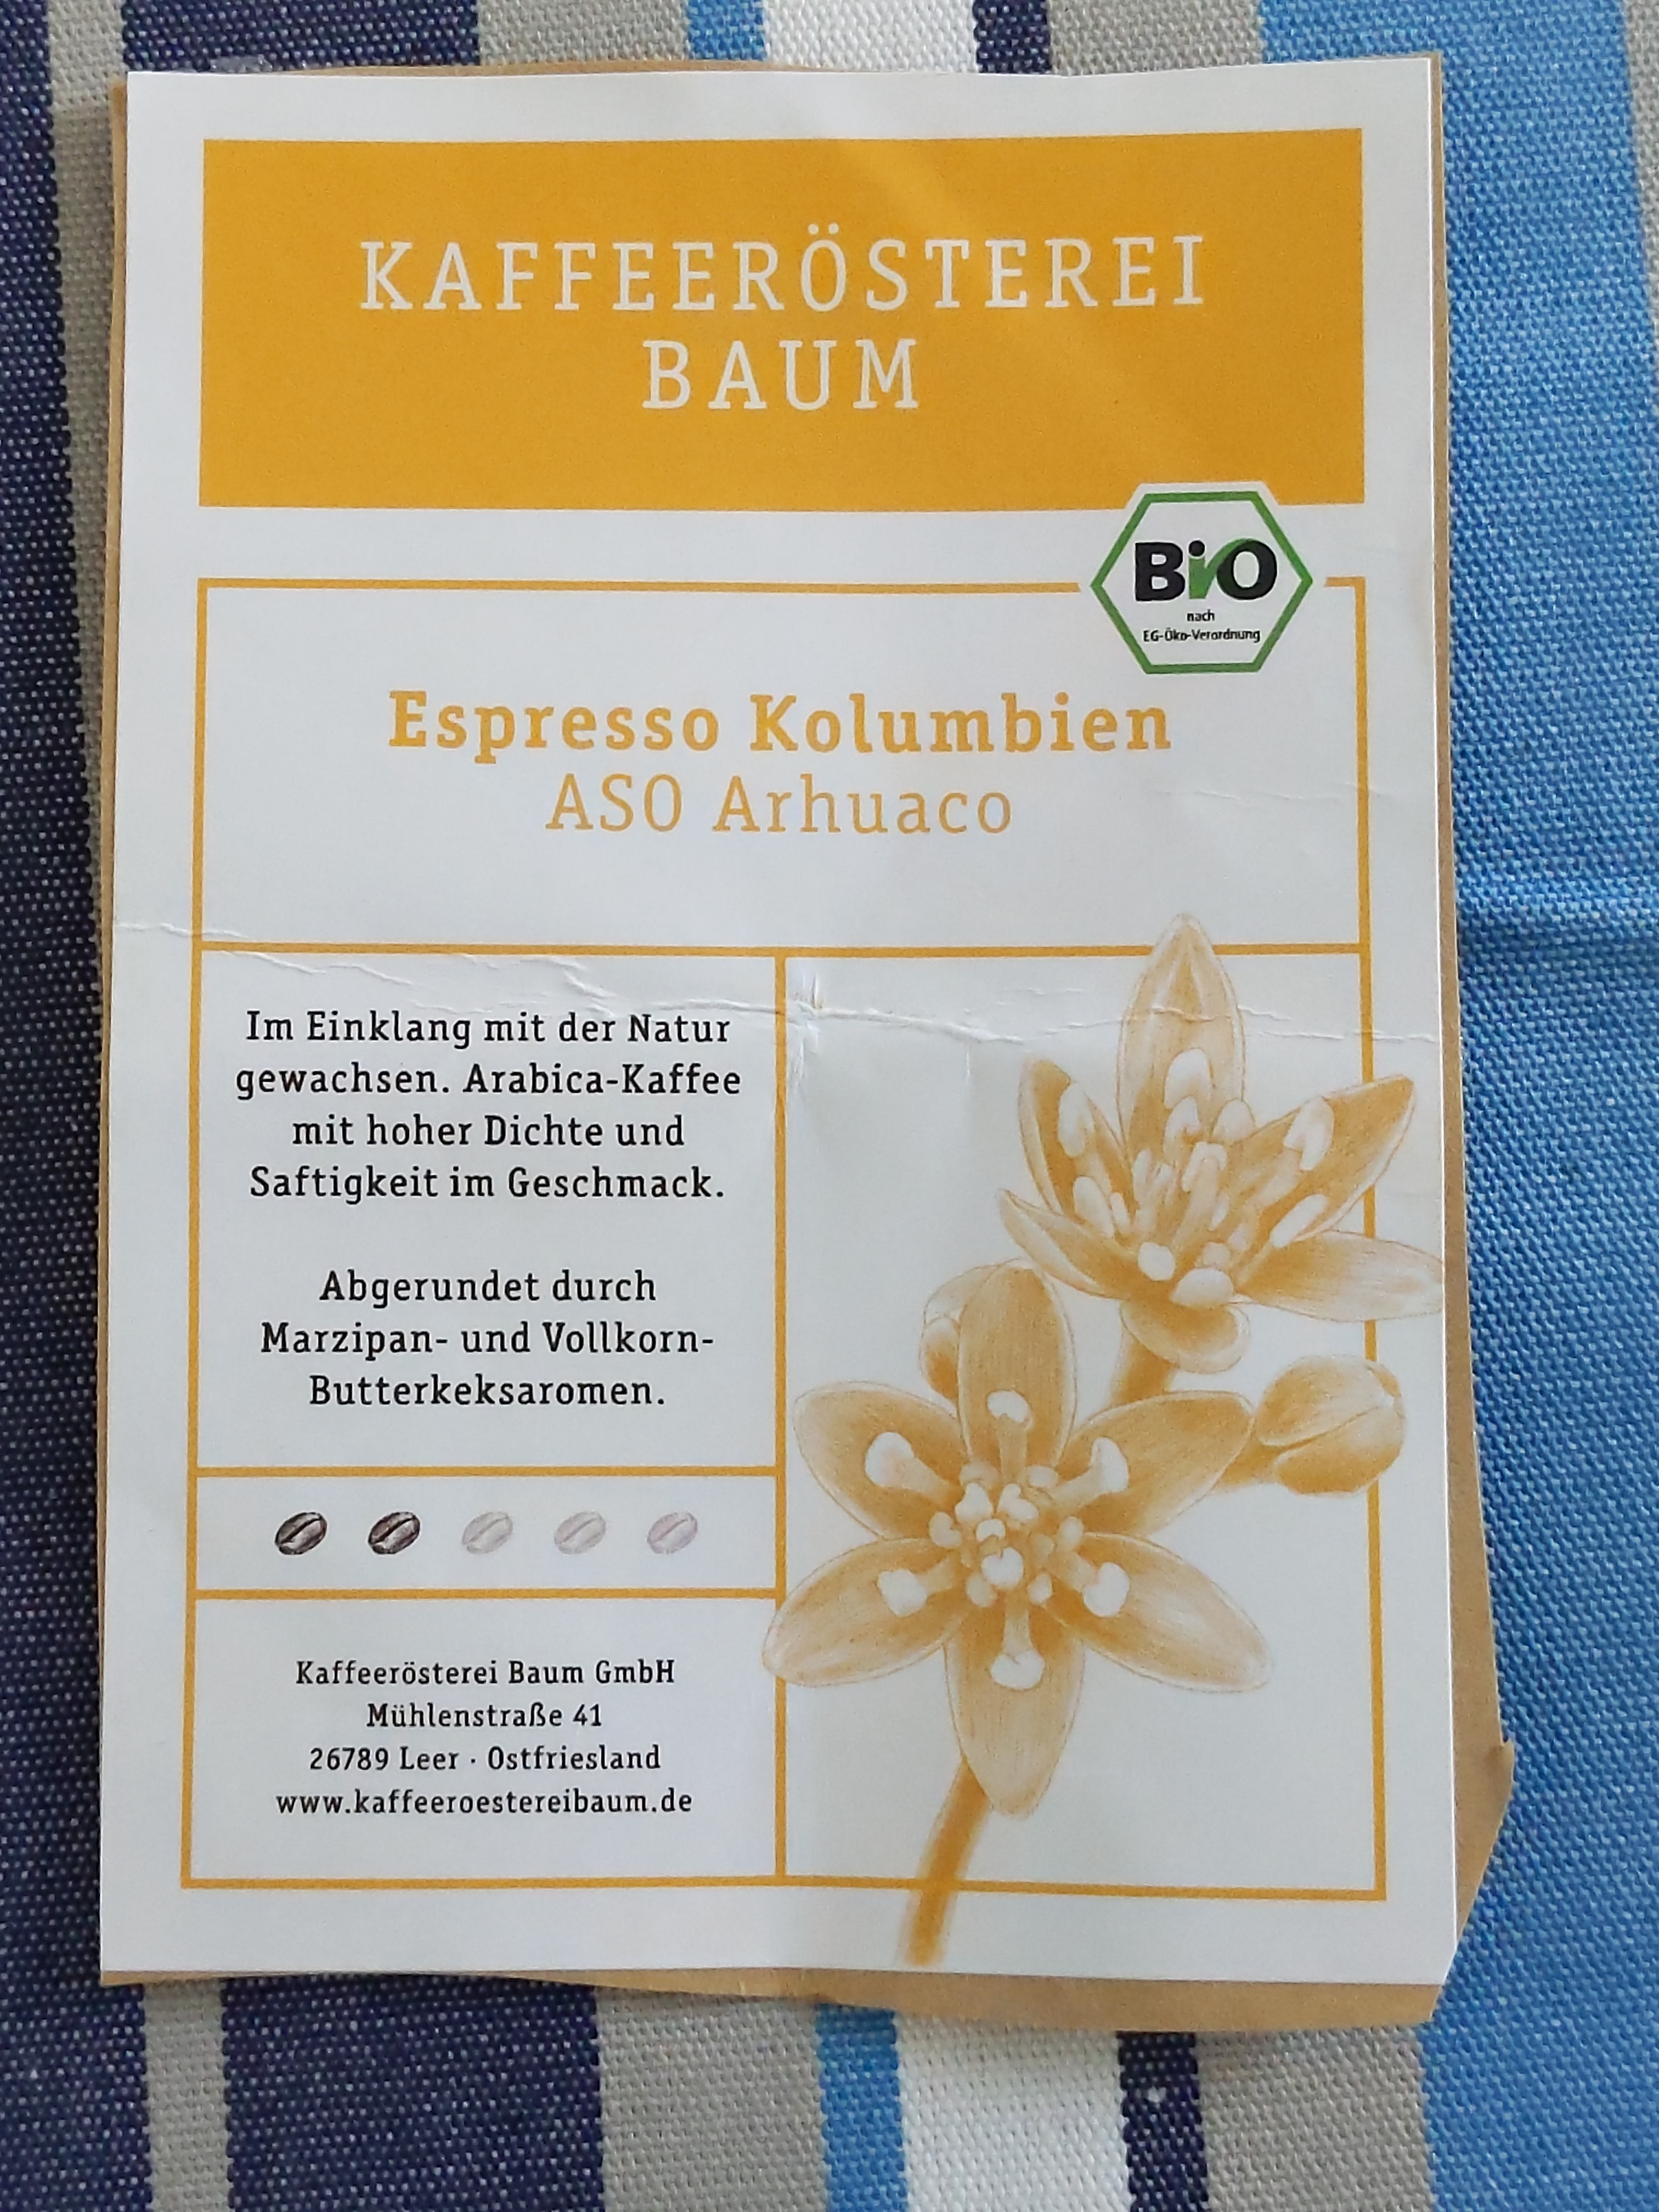 KAFFEERÖSTEREI
BAUM
BiO
nach
EG-Öko-Verordnung
Espresso Kolumbien
ASO Arhuaco
Im Einklang mit der Natur
gewachsen. Arabica-Kaffee
mit hoher Dichte und
Saftigkeit im Geschmack.
Abgerundet durch
Marzipan- und Vollkorn-
Butterkeksaromen.
Kaffeerösterei Baum GmbH
Mühlenstraße 41
26789 Leer · Ostfriesland
www.kaffeeroestereibaum.de